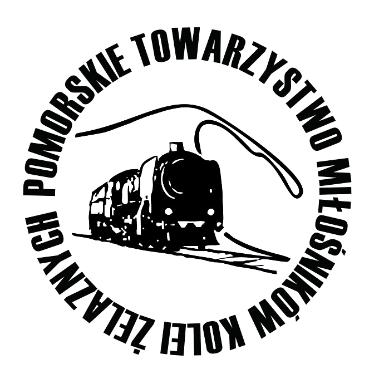 POMORSKIE TOWARZYSTWO MIŁOŚNIKÓW KOLEI ŻELAZNYCH